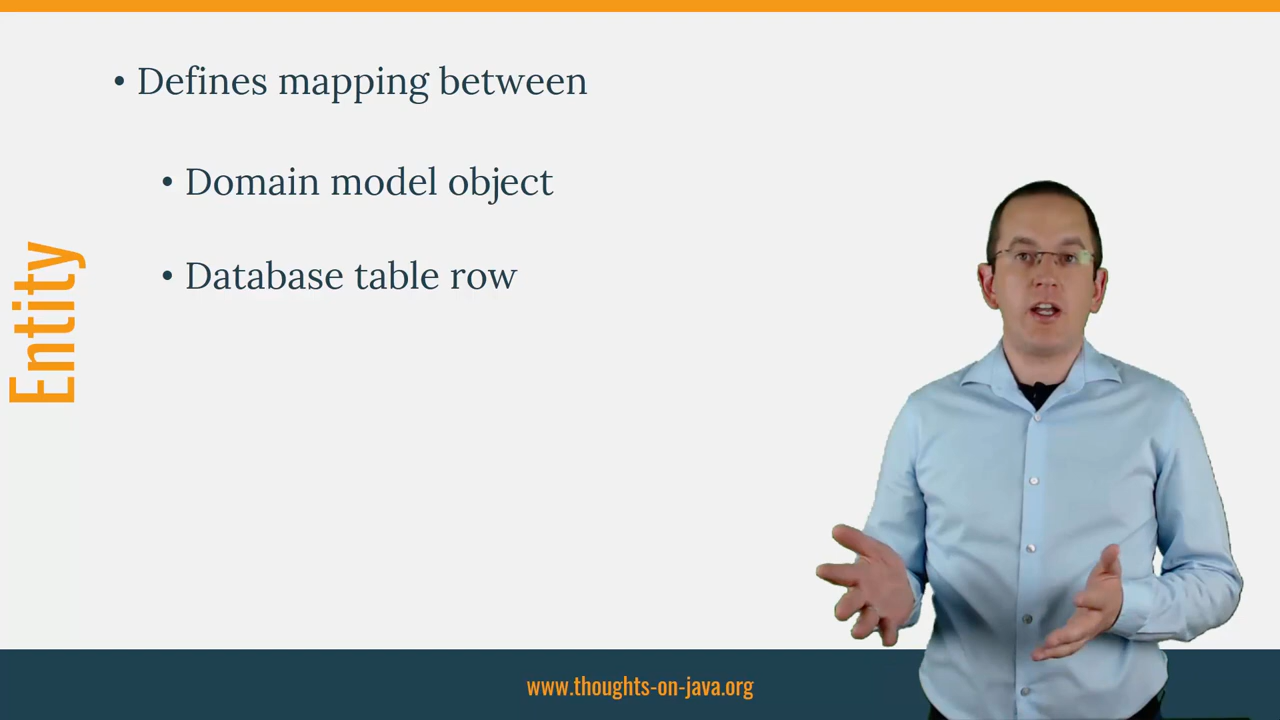 Entity
• Defines mapping between
• Domain model object
• Database table row
www.thoughts-on-java.org